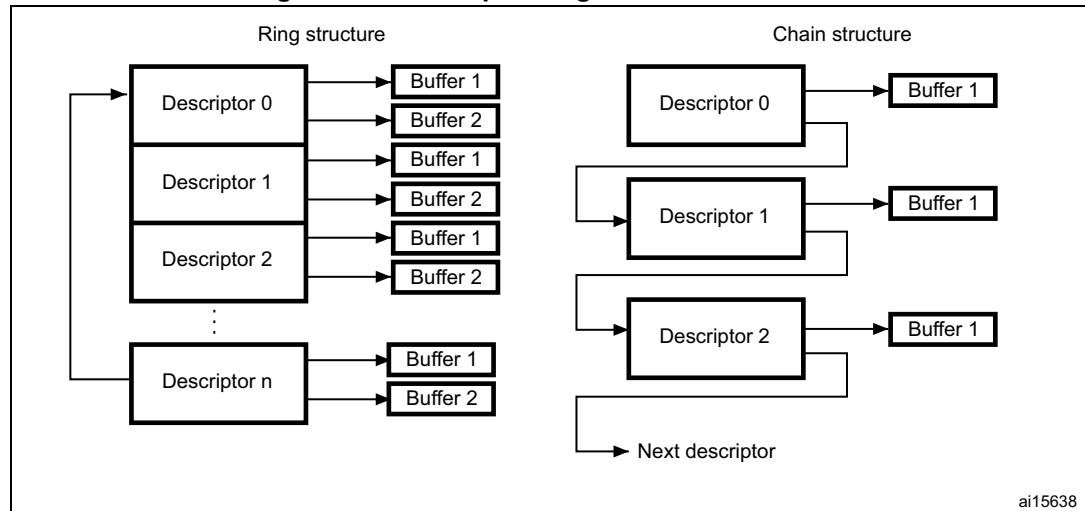 Ring structure
Descriptor 0
Buffer 1
Buffer 2
Descriptor 1
Buffer 1
Buffer 2
Descriptor 2
Buffer 1
Buffer 2
Descriptor n
Buffer 1
Buffer 2
Chain structure
Descriptor 0
Buffer 1
Descriptor 1
Buffer 1
Descriptor 2
Buffer 1
Next descriptor
ai15638